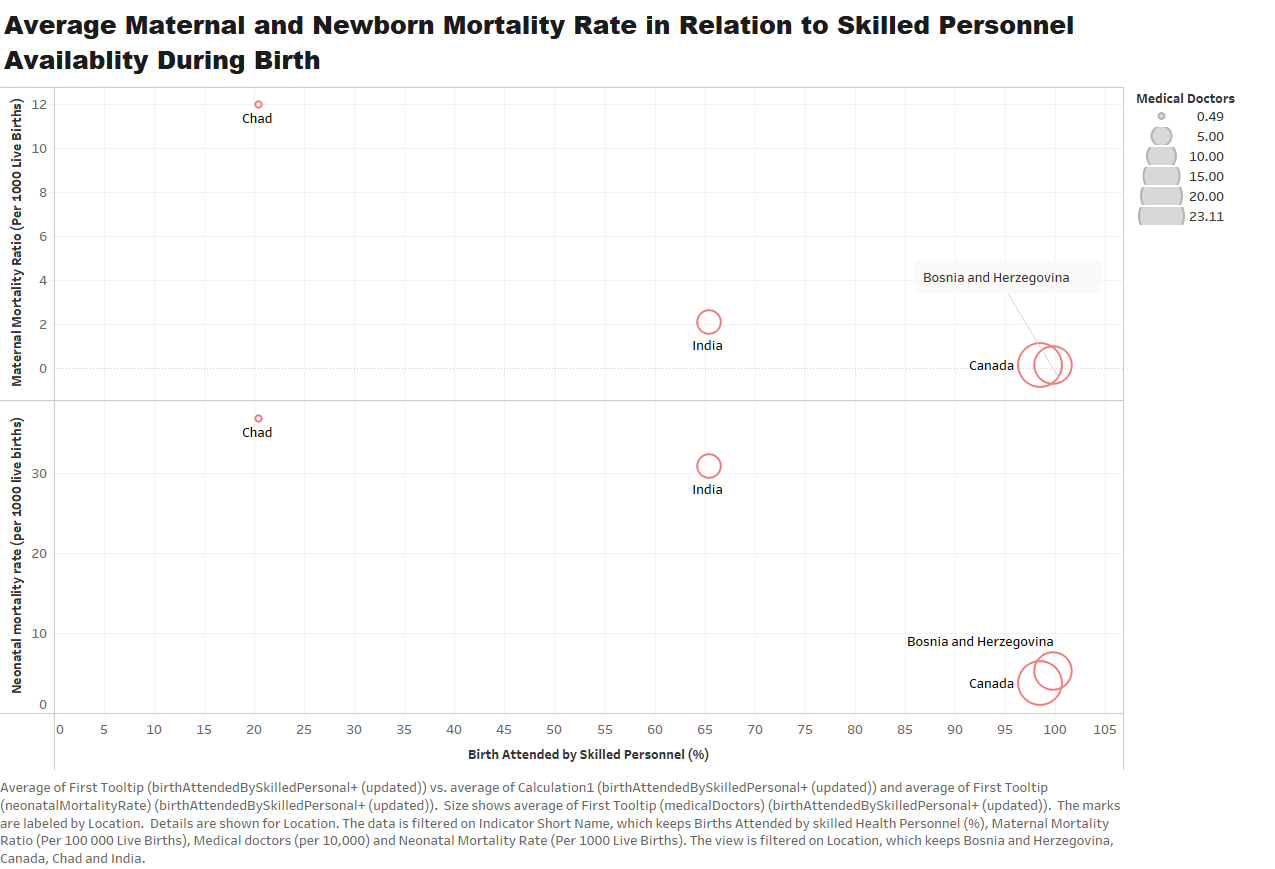 Average Maternal and Newborn Mortality Rate in Relation to Skilled Personnel
Availablity During Birth
Medical Doctors
0.49
5.00
10.00
15.00
20.00
23.11
Maternal Mortality Ratio (Per 1000 Live Births)
12
10
8
6
4
2
0
Chad
Bosnia and Herzegovina
India
Canada
Neonatal mortality rate (per 1000 live births)
30
20
10
0
Chad
India
Bosnia and Herzegovina
Canada
0 5 10 15 20 25 30 35 40 45 50 55 60 65 70 75 80 85 90 95 100 105
Birth Attended by Skilled Personnel (%)
Average of First Tooltip (birthAttendedBySkilledPersonal+ (updated)) vs. average of Calculation1 (birthAttendedBySkilledPersonal+ (updated)) and average of First Tooltip
(neonatalMortalityRate) (birthAttendedBySkilledPersonal+ (updated)).  Size shows average of First Tooltip (medicalDoctors) (birthAttendedBySkilledPersonal+ (updated)).  The marks
are labeled by Location.  Details are shown for Location. The data is filtered on Indicator Short Name, which keeps Births Attended by skilled Health Personnel (%), Maternal Mortality
Ratio (Per 100 000 Live Births), Medical doctors (per 10,000) and Neonatal Mortality Rate (Per 1000 Live Births). The view is filtered on Location, which keeps Bosnia and Herzegovina,
Canada, Chad and India.